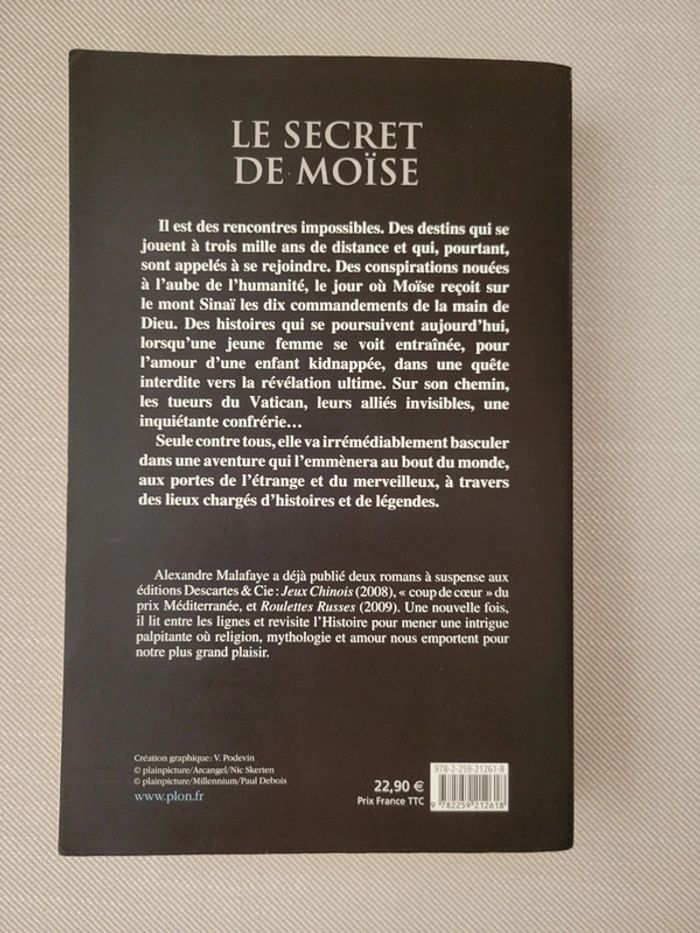 LE SECRET
DE MOÏSE
Il est des rencontres impossibles. Des destins qui se
jouent à trois mille ans de distance et qui, pourtant,
sont appelés à se rejoindre. Des conspirations nouées
à l'aube de l'humanité, le jour où Moïse reçoit sur
le mont Sinaï les dix commandements de la main de
Dieu. Des histoires qui se poursuivent aujourd'hui,
lorsqu'une jeune femme se voit entraînée, pour
l'amour d'une enfant kidnappée, dans une quête
interdite vers la révélation ultime. Sur son chemin,
les tueurs du Vatican, leurs alliés invisibles, une
inquiétante confrérie…
Seule contre tous, elle va irrémédiablement basculer
dans une aventure qui l'emmènera au bout du monde,
aux portes de l'étrange et du merveilleux, à travers
des lieux chargés d'histoires et de légendes.
Alexandre Malafaye a déjà publié deux romans à suspense aux
éditions Descartes & Cie : Jeux Chinois (2008), « coup de cœur » du
prix Méditerranée, et Roulettes Russes (2009). Une nouvelle fois,
il lit entre les lignes et revisite l'Histoire pour mener une intrigue
palpitante où religion, mythologie et amour nous emportent pour
notre plus grand plaisir.
Création graphique : V. Podevin
© plainpicture/Arcangel/Nic Skerten
© plainpicture/Millennium/Paul Debois
www.plon.fr
22,90 €
Prix France TTC
978-2-259-21261-8
9 782259 212618